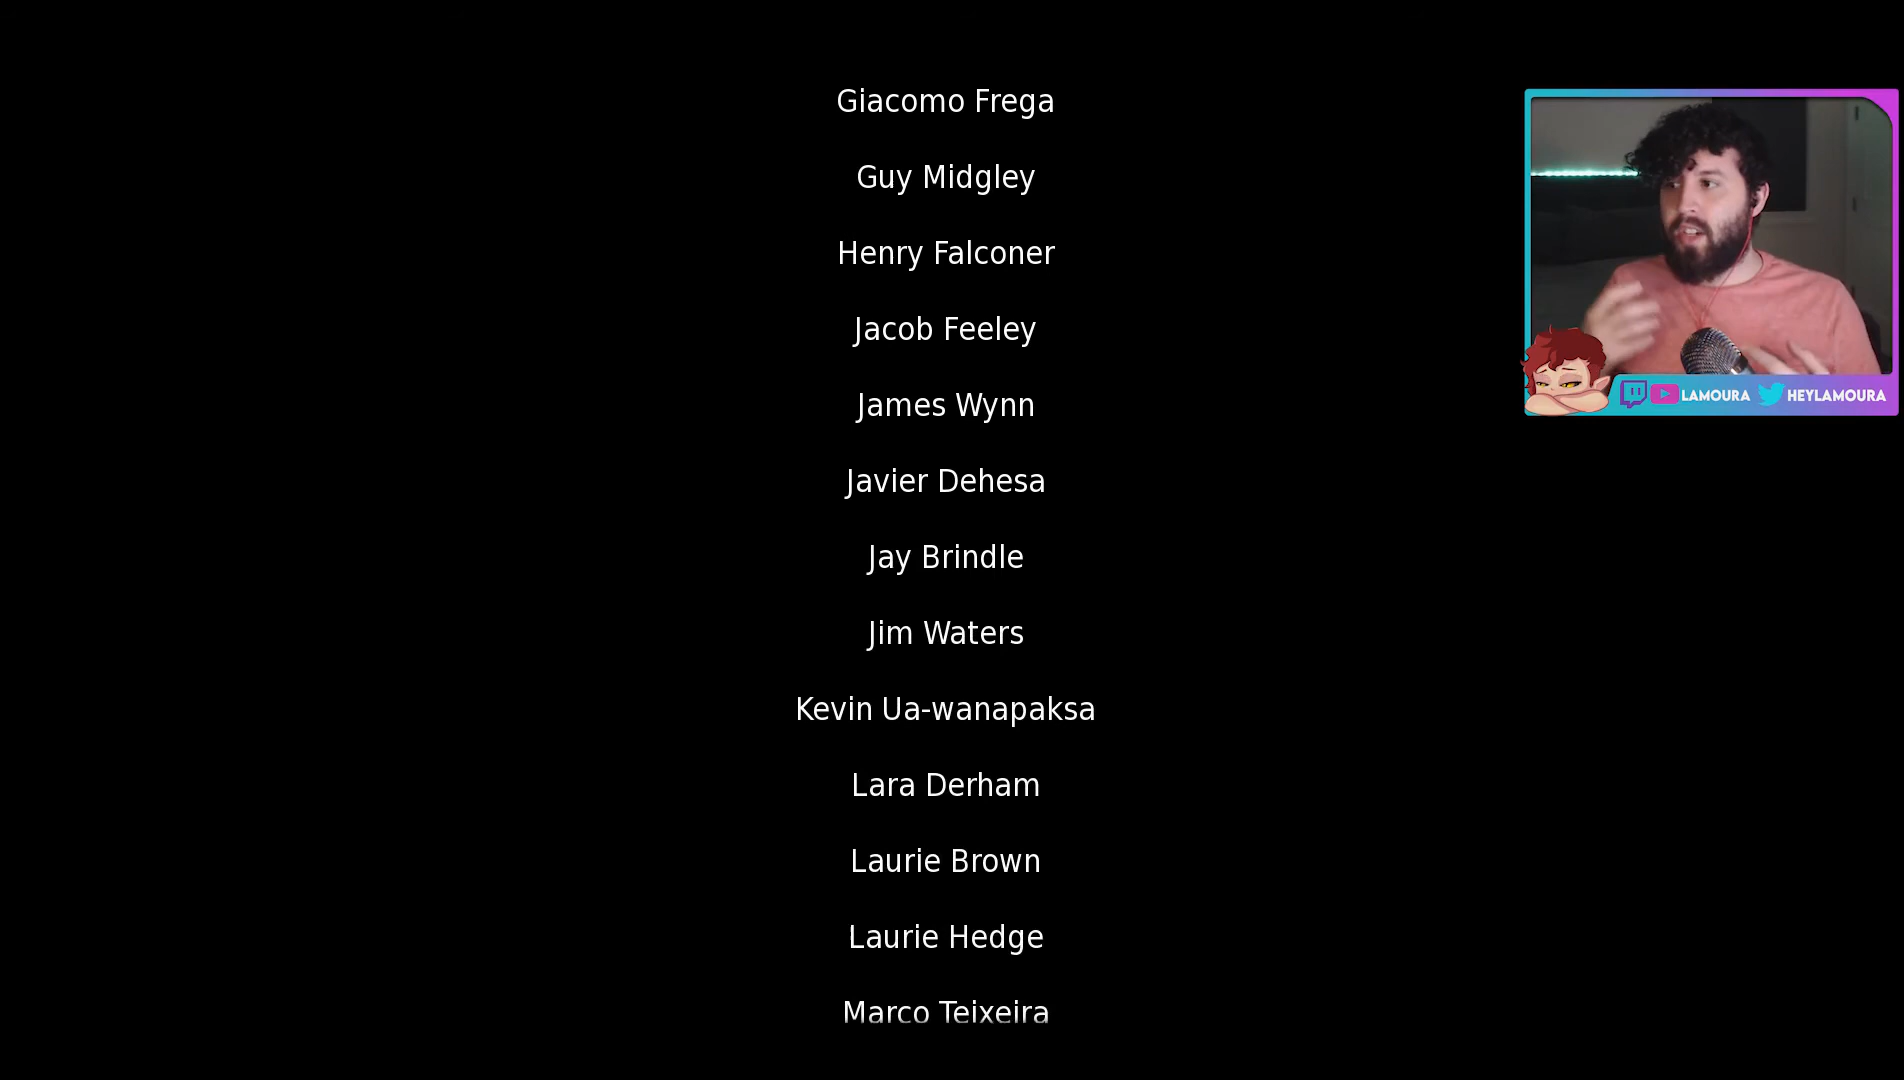 Giacomo Frega
Guy Midgley
Henry Falconer
Jacob Feeley
James Wynn
Javier Dehesa
Jay Brindle
Jim Waters
Kevin Ua-wanapaksa
Lara Derham
Laurie Brown
Laurie Hedge
Marco Teixeira
LAMOURA HEYLAMOURA